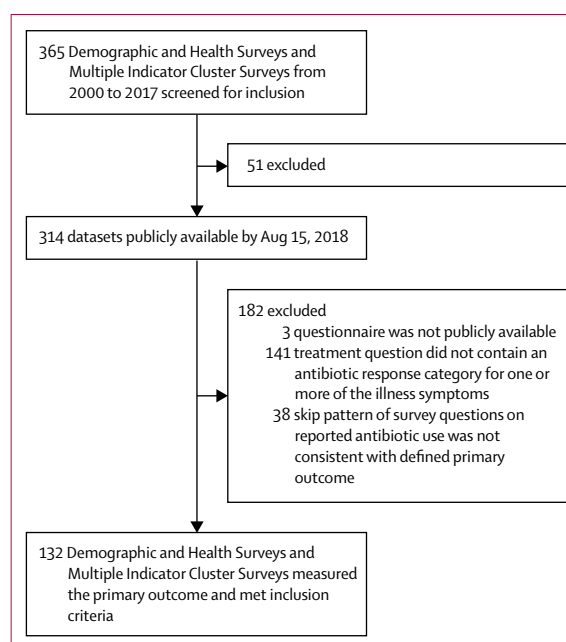 365 Demographic and Health Surveys and
Multiple Indicator Cluster Surveys from
2000 to 2017 screened for inclusion
51 excluded
314 datasets publicly available by Aug 15, 2018
182 excluded
3 questionnaire was not publicly available
141 treatment question did not contain an
antibiotic response category for one or
more of the illness symptoms
38 skip pattern of survey questions on
reported antibiotic use was not
consistent with defined primary
outcome
132 Demographic and Health Surveys and
Multiple Indicator Cluster Surveys measured
the primary outcome and met inclusion
criteria